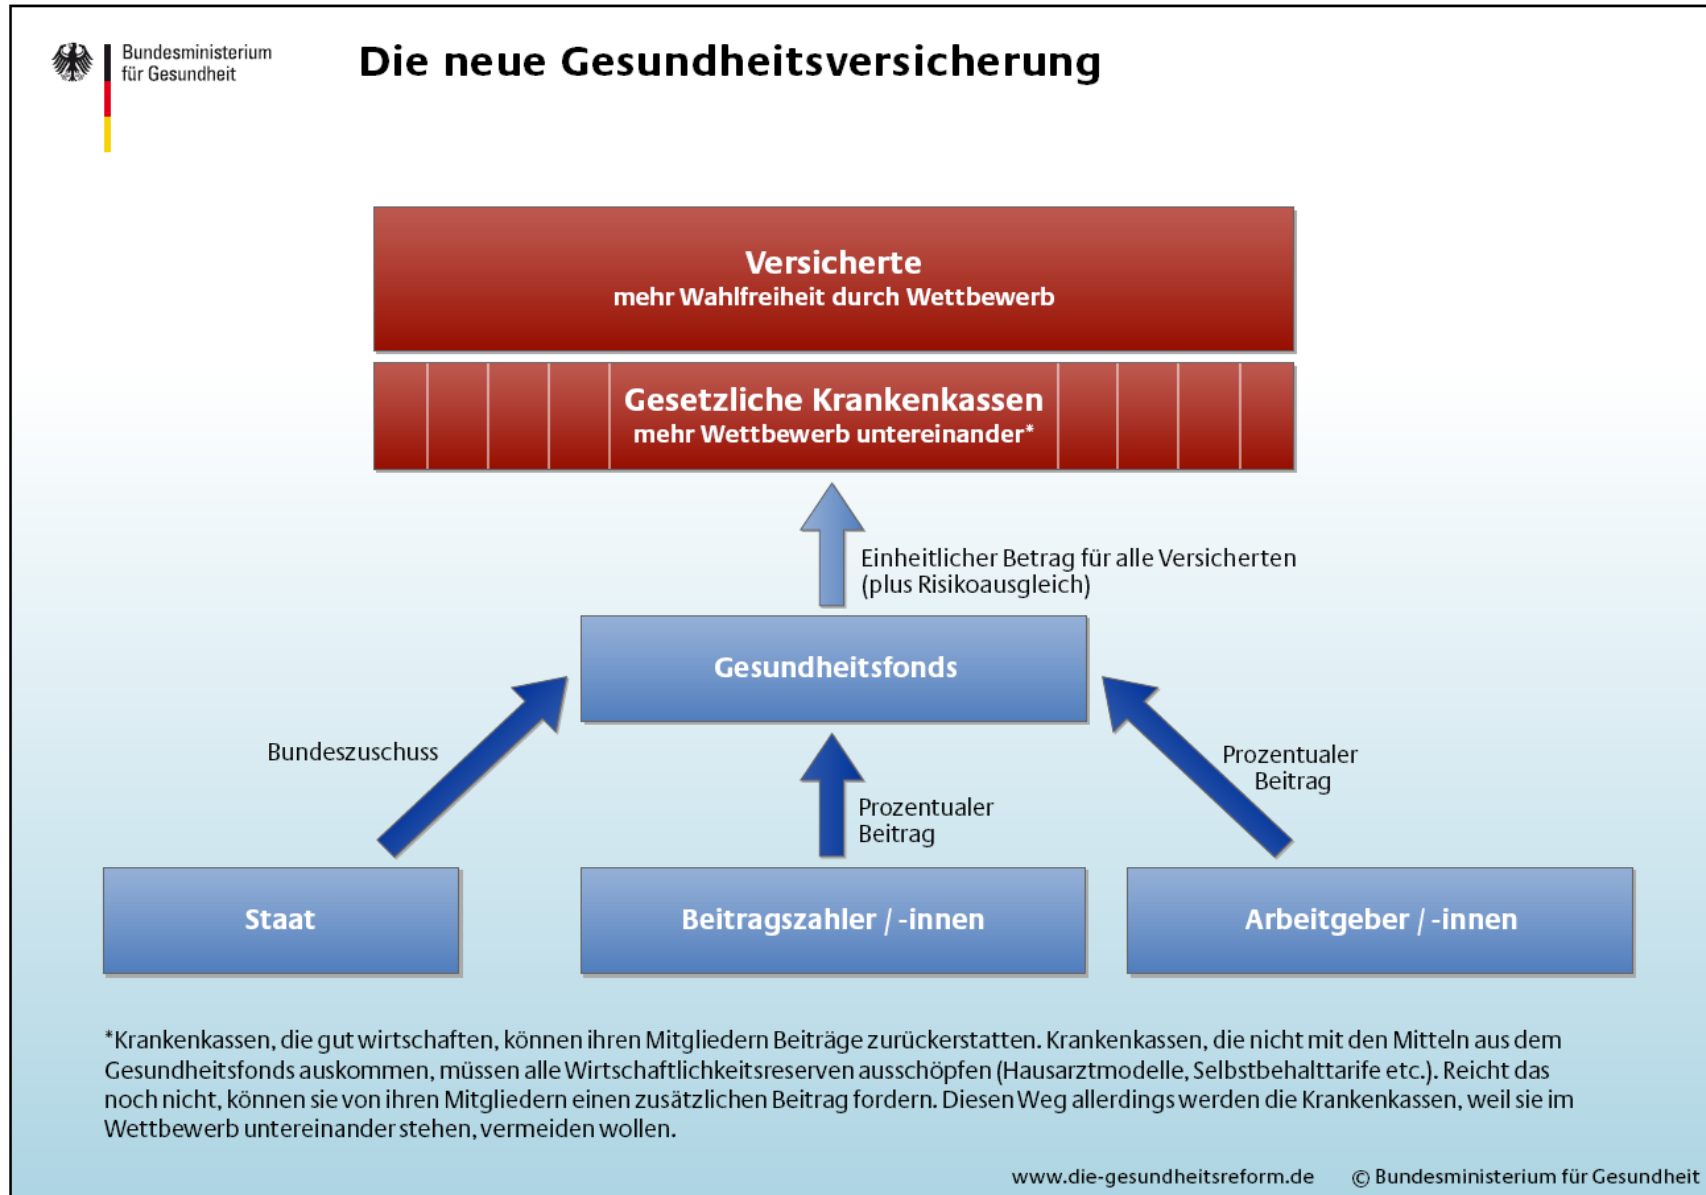 Bundesministerium
für Gesundheit
Die neue Gesundheitsversicherung
Versicherte
mehr Wahlfreiheit durch Wettbewerb
Gesetzliche Krankenkassen
mehr Wettbewerb untereinander*
Einheitlicher Betrag für alle Versicherten
(plus Risikoausgleich)
Gesundheitsfonds
Bundeszuschuss
Prozentualer
Beitrag
Prozentualer
Beitrag
Staat
Beitragszahler / -innen
Arbeitgeber / -innen
*Krankenkassen, die gut wirtschaften, können ihren Mitgliedern Beiträge zurückerstatten. Krankenkassen, die nicht mit den Mitteln aus dem
Gesundheitsfonds auskommen, müssen alle Wirtschaftlichkeitsreserven ausschöpfen (Hausarztmodelle, Selbstbehalttarife etc.). Reicht das
noch nicht, können sie von ihren Mitgliedern einen zusätzlichen Beitrag fordern. Diesen Weg allerdings werden die Krankenkassen, weil sie im
Wettbewerb untereinander stehen, vermeiden wollen.
www.die-gesundheitsreform.de © Bundesministerium für Gesundheit